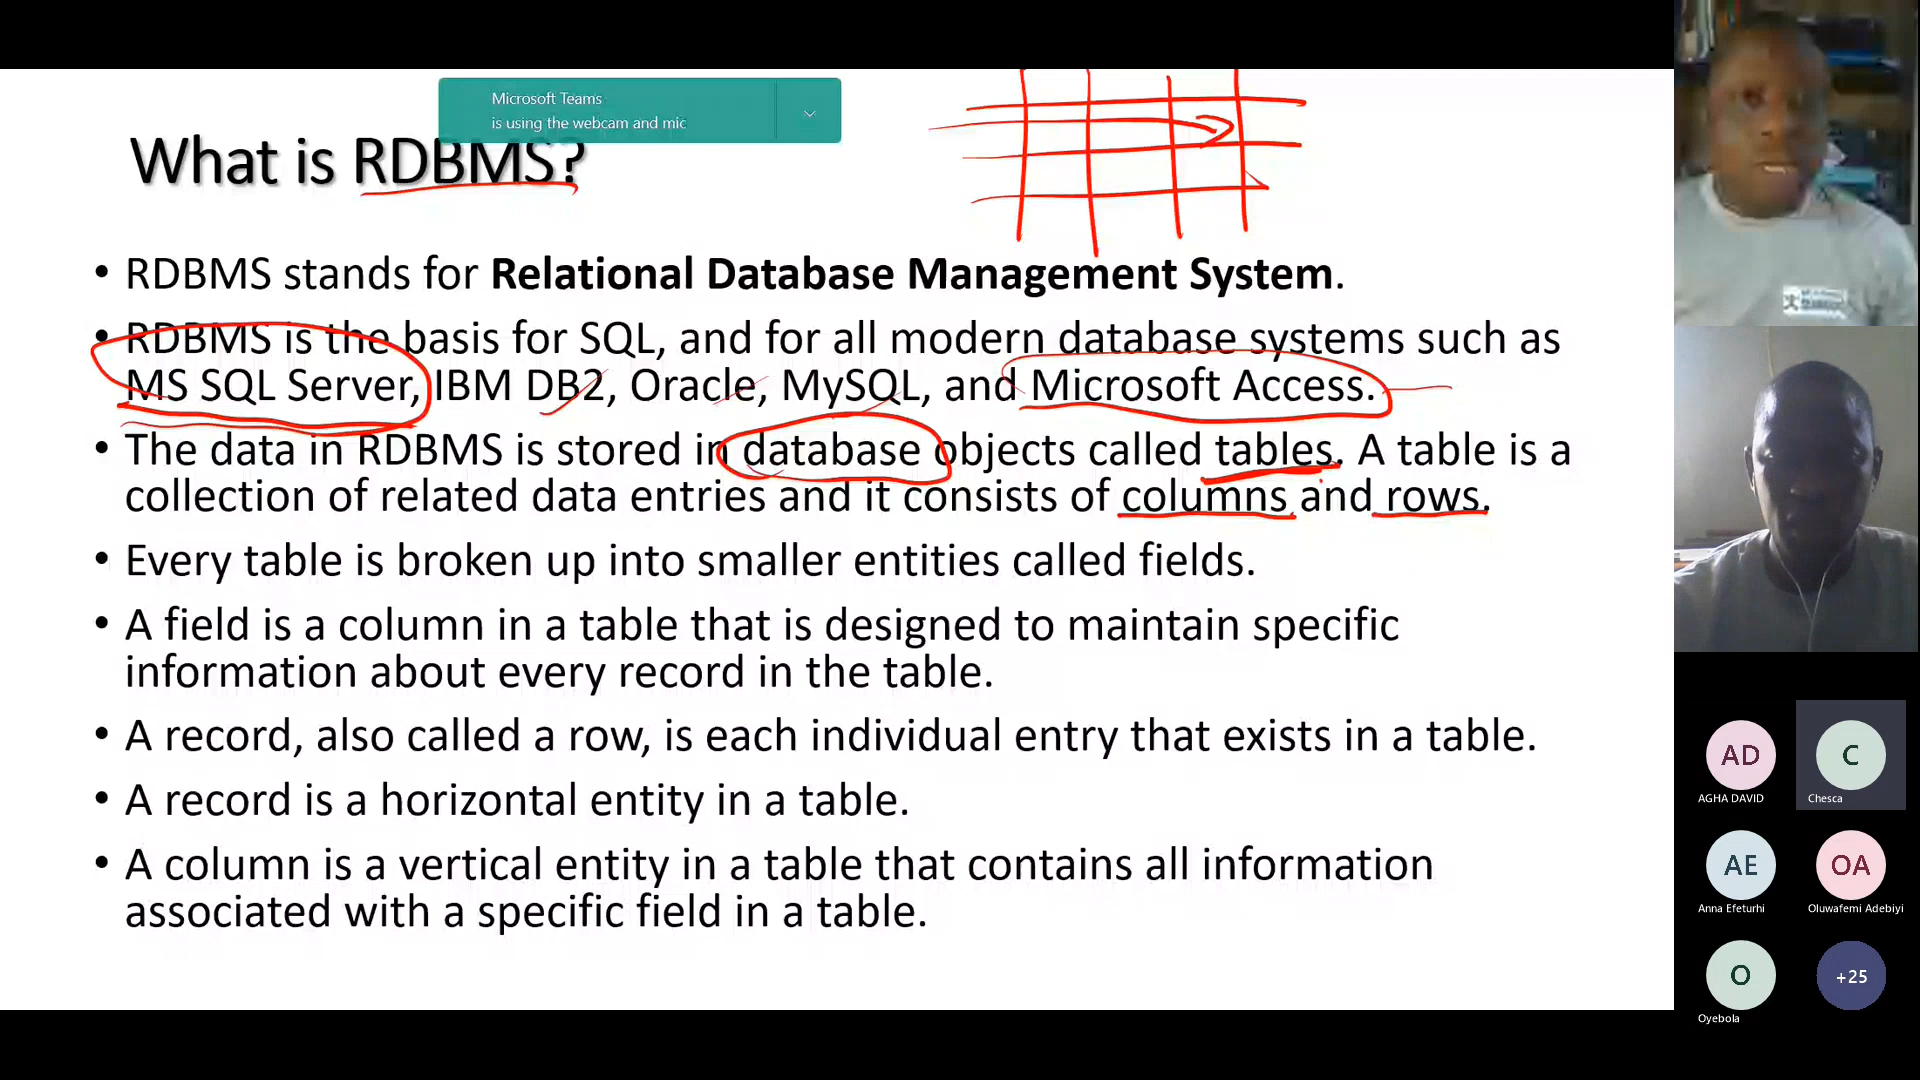 Microsoft Teams
is using the webcam and mic
What is RDBMS?
• RDBMS stands for Relational Database Management System.
• RDBMS is the basis for SQL, and for all modern database systems such as
MS SQL Server, IBM DB2, Oracle, MySQL, and Microsoft Access.
• The data in RDBMS is stored in database objects called tables. A table is a
collection of related data entries and it consists of columns and rows.
• Every table is broken up into smaller entities called fields.
• A field is a column in a table that is designed to maintain specific
information about every record in the table.
• A record, also called a row, is each individual entry that exists in a table.
• A record is a horizontal entity in a table.
• A column is a vertical entity in a table that contains all information
associated with a specific field in a table.
AD
AGHA DAVID
C
Chesca
AE
Anna Efeturhi
OA
Oluwafemi Adebiyi
O
Oyebola
+25